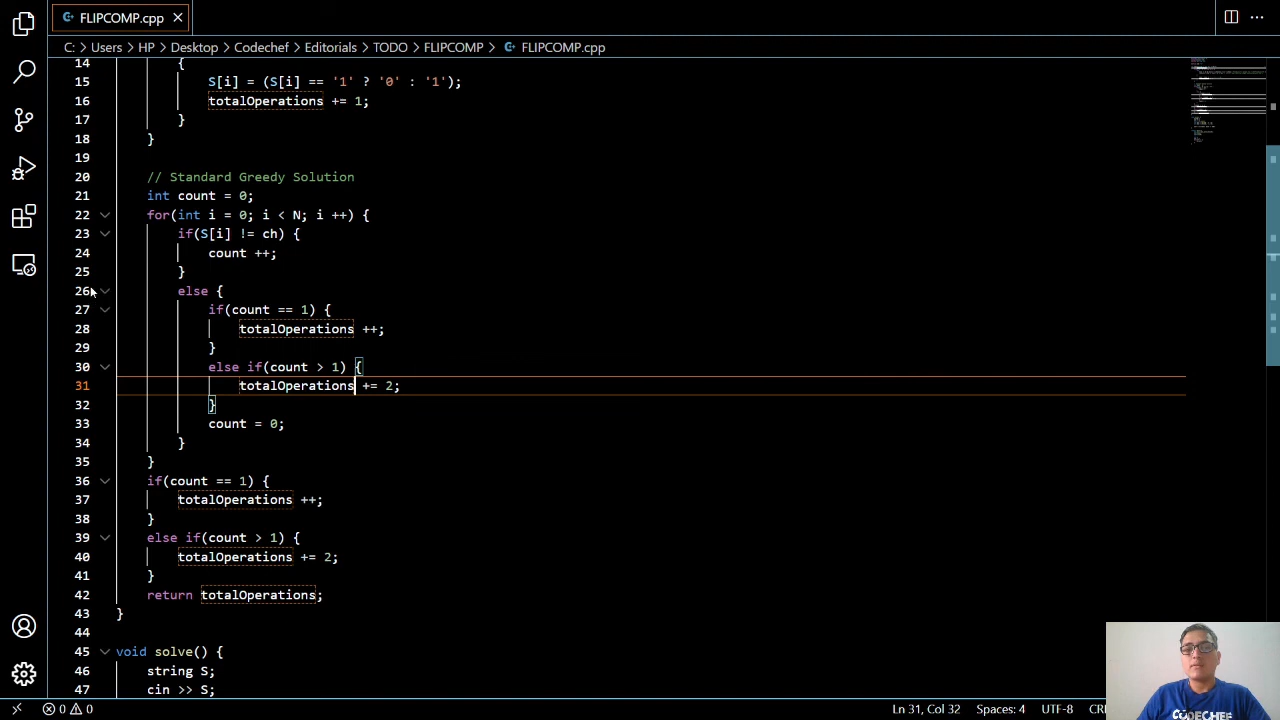 FLIPCOMP.cpp
C: > Users > HP > Desktop > Codechef > Editorials > TODO > FLIPCOMP > FLIPCOMP.cpp
14 {
15 S[i] = (S[i] == '1' ? '0' : '1');
16 totalOperations += 1;
17 }
18 }
19
20 // Standard Greedy Solution
21 int count = 0;
22 for(int i = 0; i < N; i ++) {
23 if(S[i] != ch) {
24 count ++;
25 }
26 else {
27 if(count == 1) {
28 totalOperations ++;
29 }
30 else if(count > 1) {
31 totalOperations += 2;
32 }
33 count = 0;
34 }
35 }
36 if(count == 1) {
37 totalOperations ++;
38 }
39 else if(count > 1) {
40 totalOperations += 2;
41 }
42 return totalOperations;
43 }
44
45 void solve() {
46 string S;
47 cin >> S;
0 0 Ln 31, Col 32 Spaces: 4 UTF-8
CODECHEF